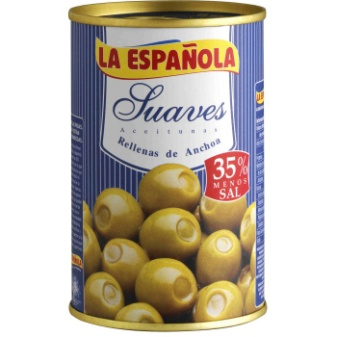 LA ESPAÑOLA
Suaves
Aceitunas
Rellenas de Anchoa
35%
MENOS
SAL